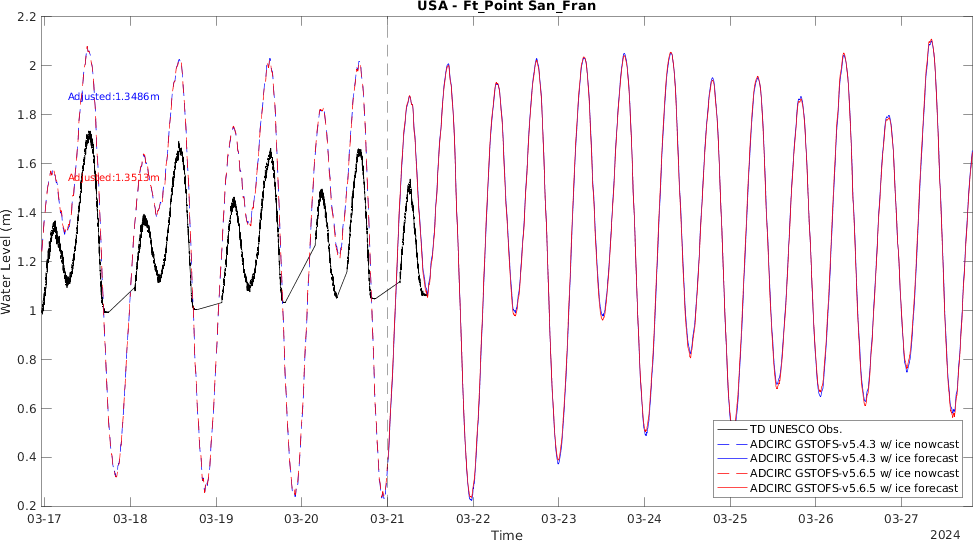 USA - Ft_Point San_Fran
Adjusted:1.3486m
Adjusted:1.3513m
Water Level (m)
2.2
2
1.8
1.6
1.4
1.2
1
0.8
0.6
0.4
0.2
TD UNESCO Obs.
ADCIRC GSTOFS-v5.4.3 w/ ice nowcast
ADCIRC GSTOFS-v5.4.3 w/ ice forecast
ADCIRC GSTOFS-v5.6.5 w/ ice nowcast
ADCIRC GSTOFS-v5.6.5 w/ ice forecast
03-17 03-18 03-19 03-20 03-21 03-22 03-23 03-24 03-25 03-26 03-27
Time
2024